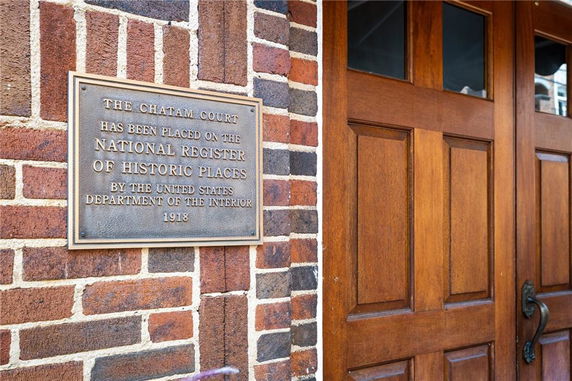 THE CHATAM COURT
HAS BEEN PLACED ON THE
NATIONAL REGISTER
OF HISTORIC PLACES
BY THE UNITED STATES
DEPARTMENT OF THE INTERIOR
1918